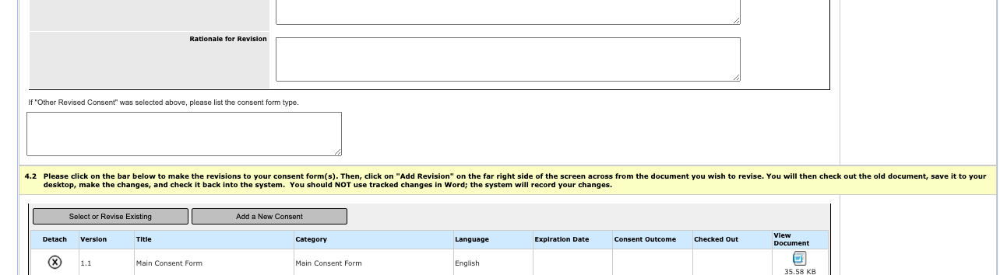 Rationale for Revision
If "Other Revised Consent" was selected above, please list the consent form type.
4.2 Please click on the bar below to make the revisions to your consent form(s). Then, click on "Add Revision" on the far right side of the screen across from the document you wish to revise. You will then check out the old document, save it to your
desktop, make the changes, and check it back into the system. You should NOT use tracked changes in Word; the system will record your changes.
Select or Revise Existing Add a New Consent
Detach Version Title Category Language Expiration Date Consent Outcome Checked Out View Document
1.1 Main Consent Form Main Consent Form English
35.58 KB